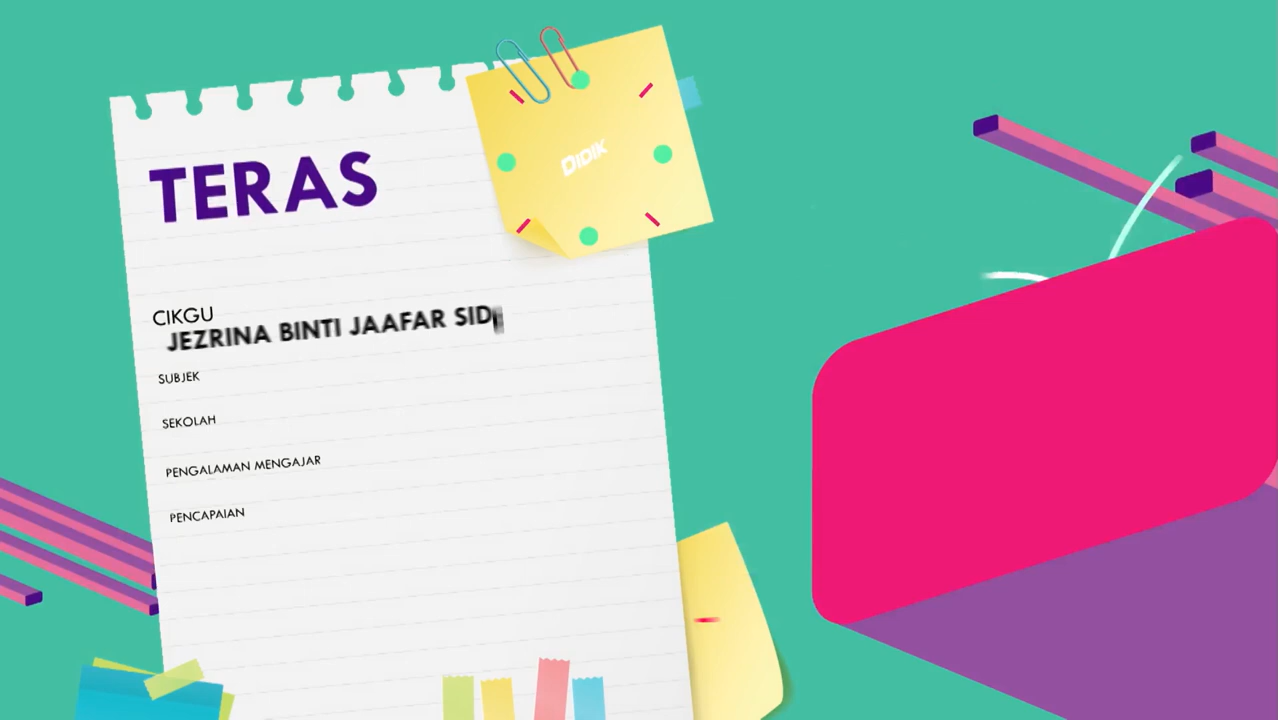 TERAS
DIDIK
CIKGU
JEZRINA BINTI JAAFAR
SUBJEK
SEKOLAH
PENGALAMAN MENGAJAR
PENCAPAIAN